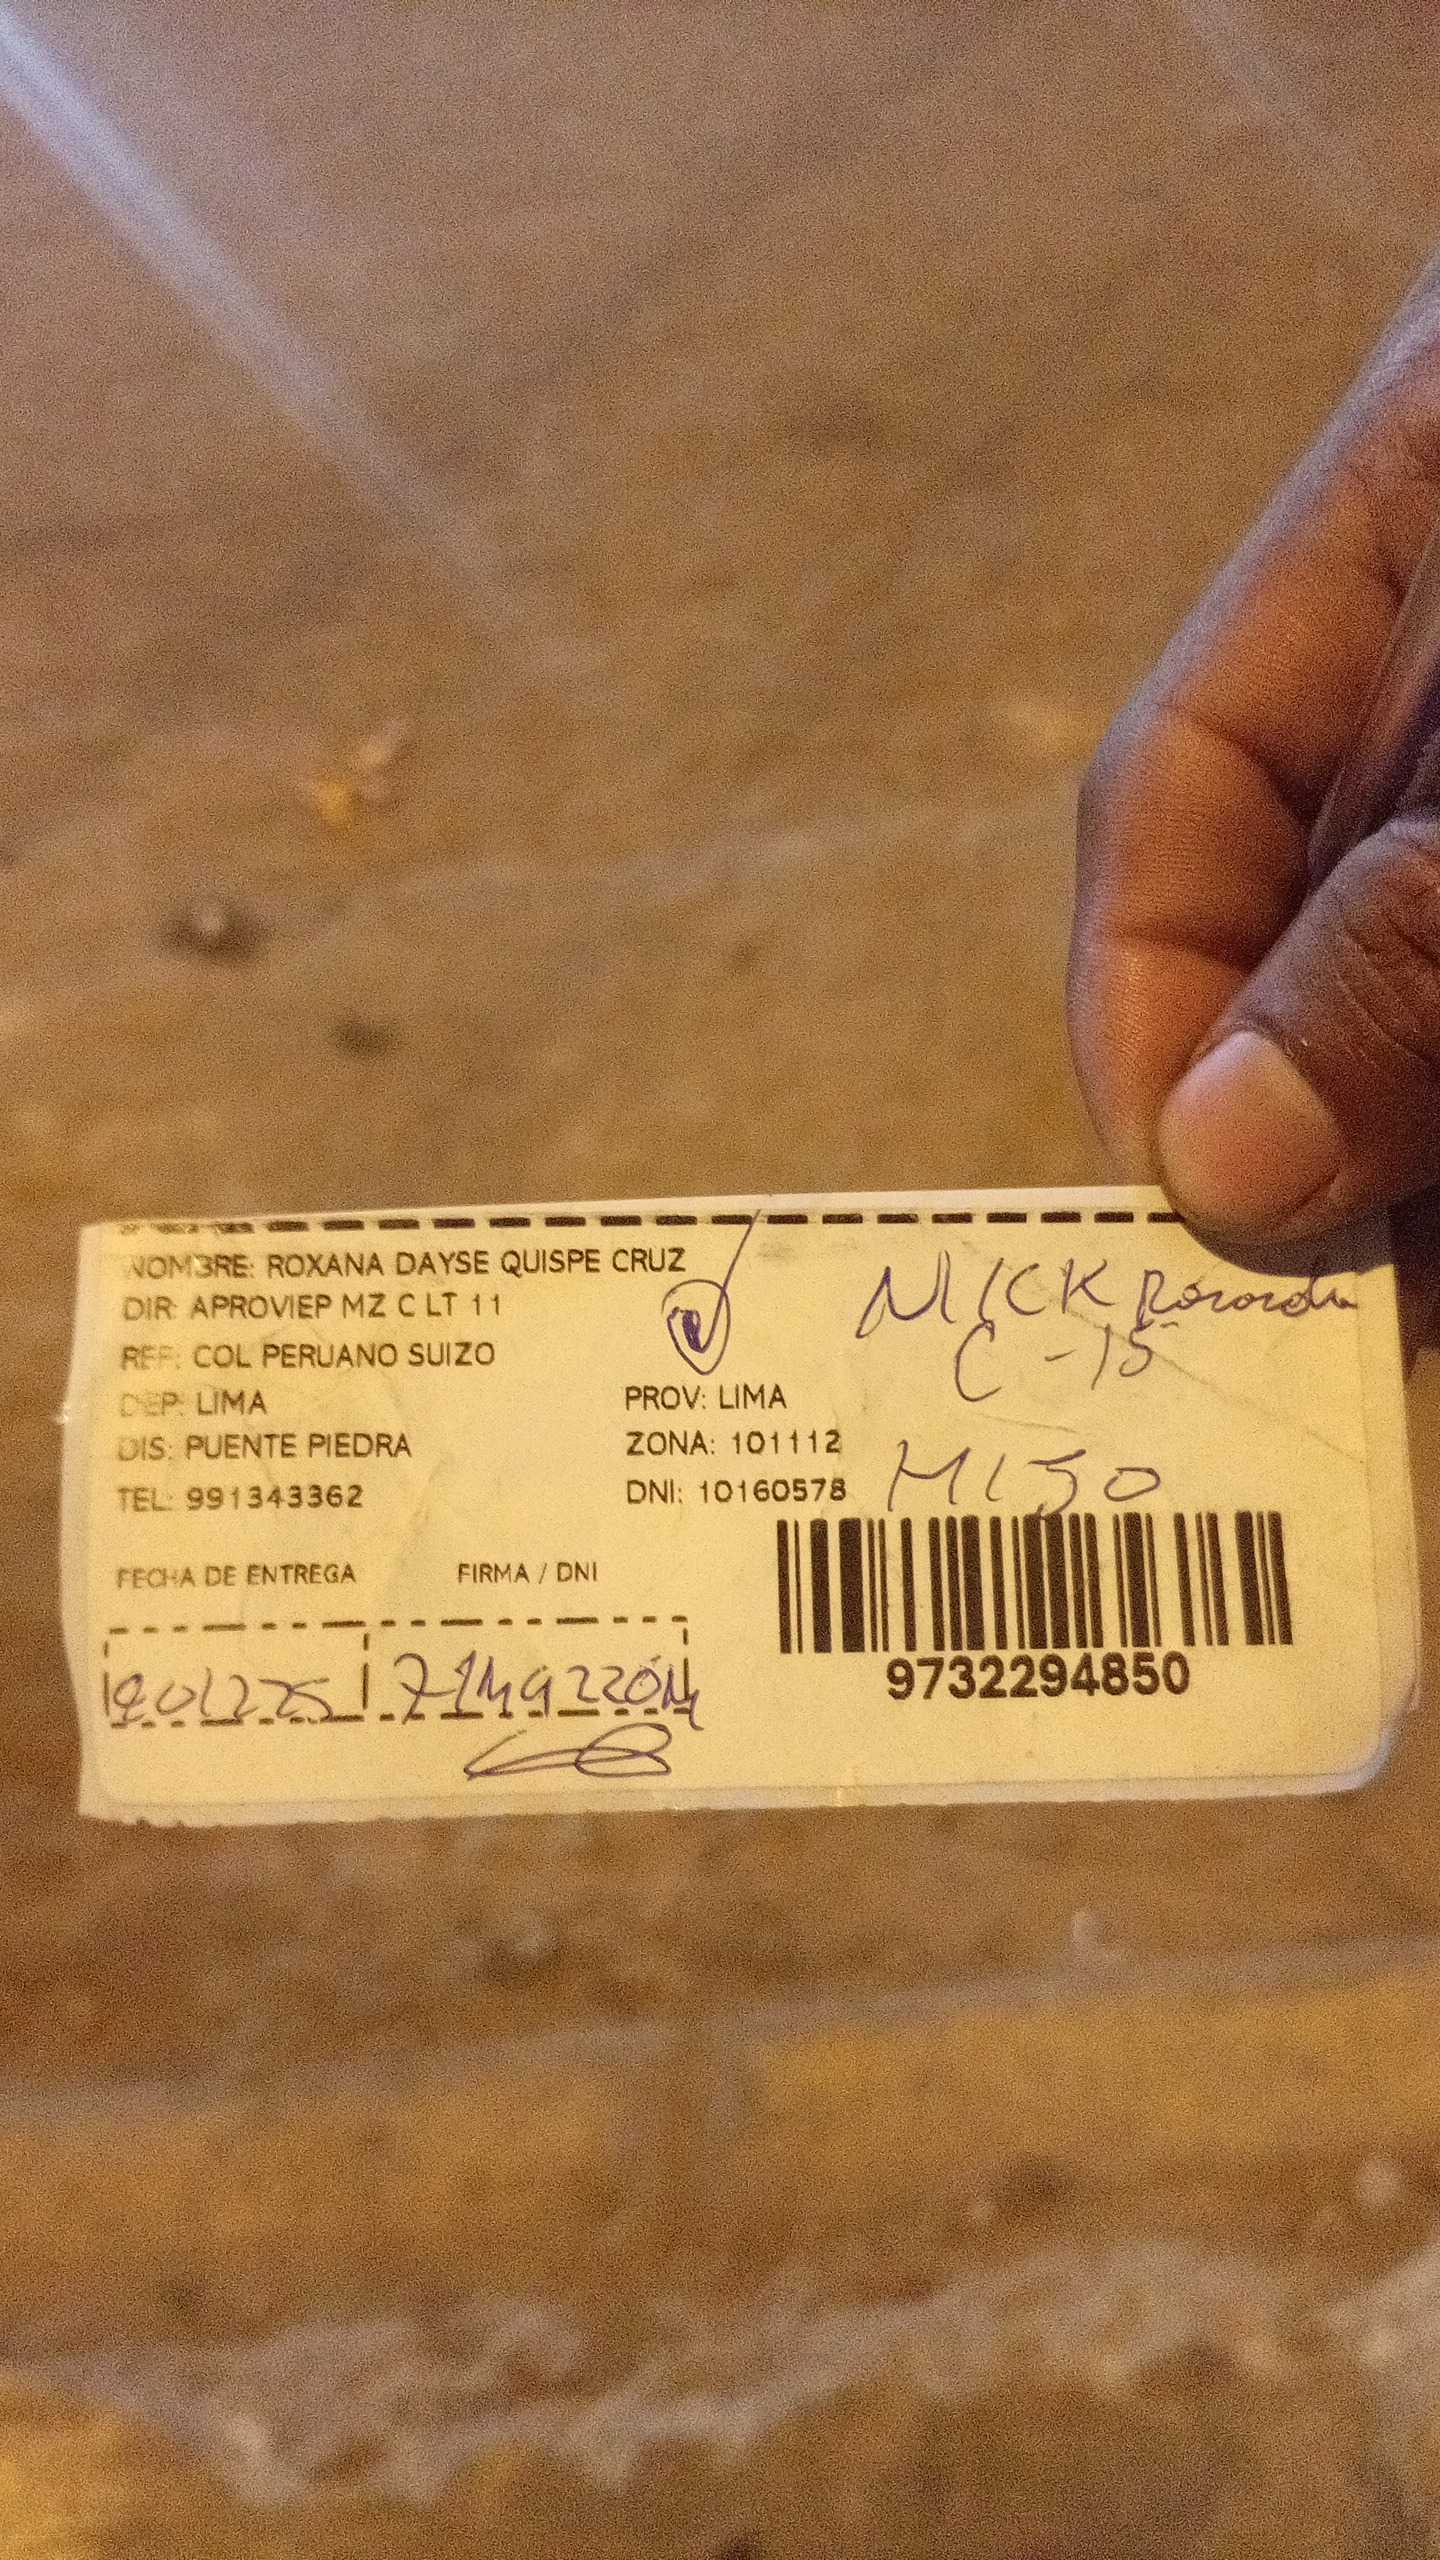 NOMBRE: ROXANA DAYSE QUISPE CRUZ
DIR: APROVIEP MZ C LT 11
REF: COL PERUANO SUIZO
DEP: LIMA PROV: LIMA
DIS: PUENTE PIEDRA ZONA: 101112
TEL: 991343362 DNI: 10160578
NICK
C-15
FECHA DE ENTREGA FIRMA / DNI
9732294850